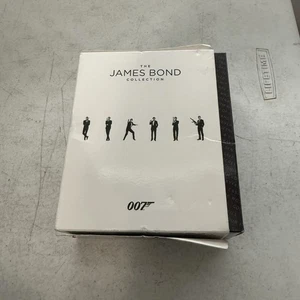 THE
JAMES BOND
COLLECTION
007